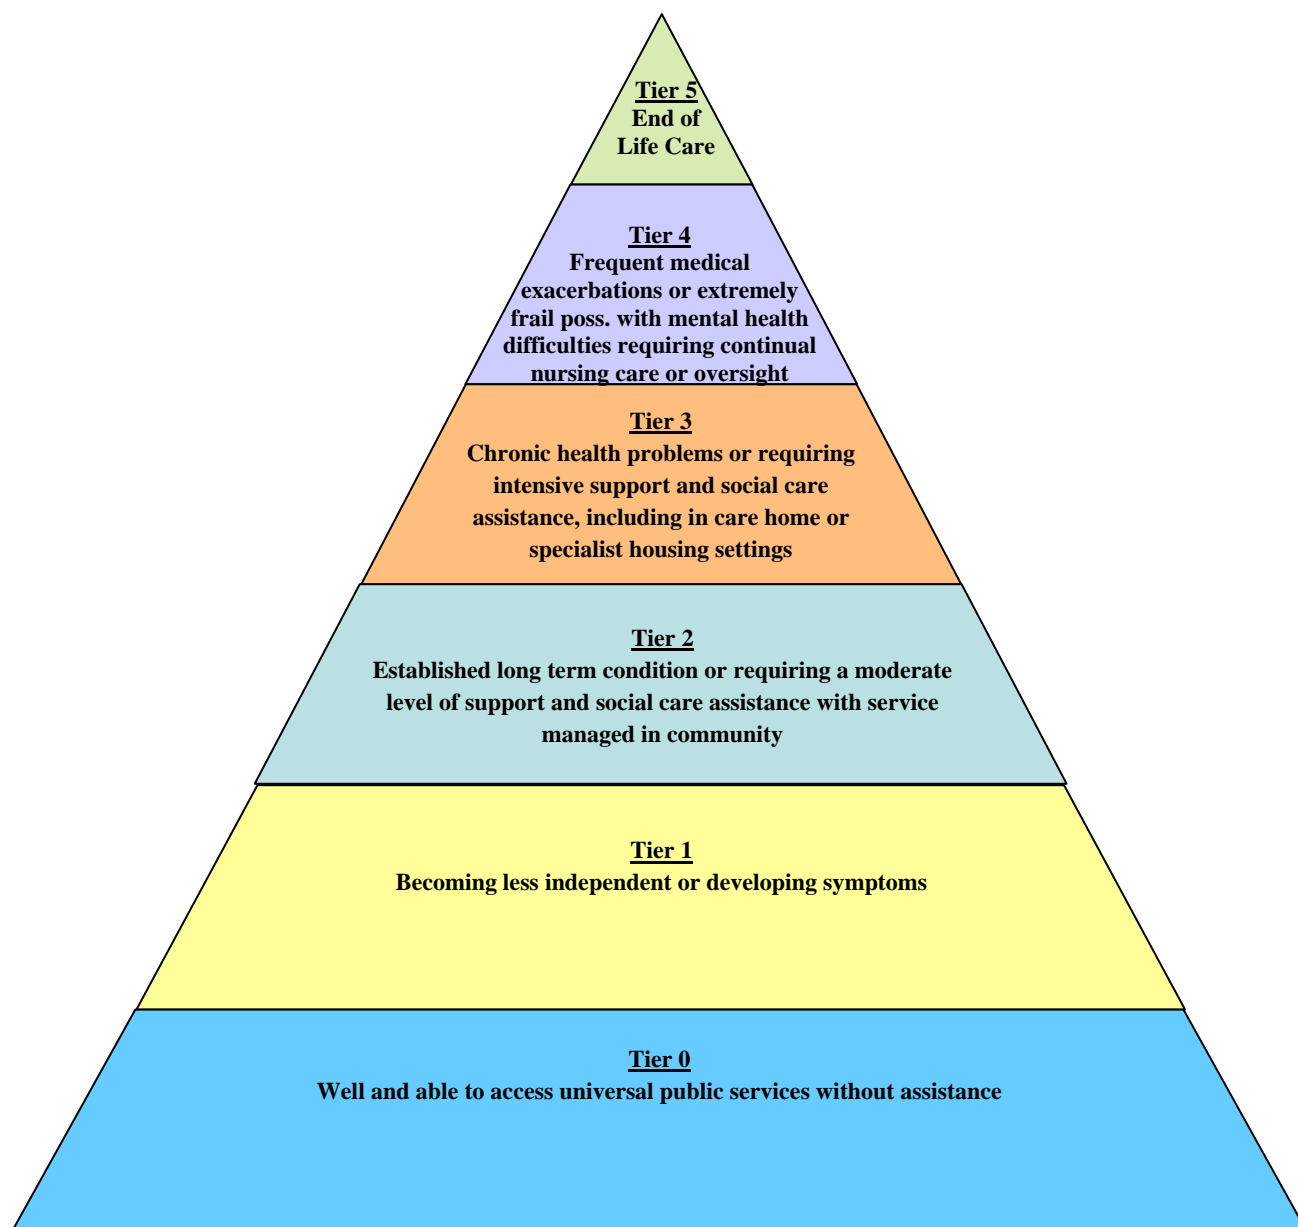 Tier 5
End of
Life Care
Tier 4
Frequent medical
exacerbations or extremely
frail poss. with mental health
difficulties requiring continual
nursing care or oversight
Tier 3
Chronic health problems or requiring
intensive support and social care
assistance, including in care home or
specialist housing settings
Tier 2
Established long term condition or requiring a moderate
level of support and social care assistance with service
managed in community
Tier 1
Becoming less independent or developing symptoms
Tier 0
Well and able to access universal public services without assistance